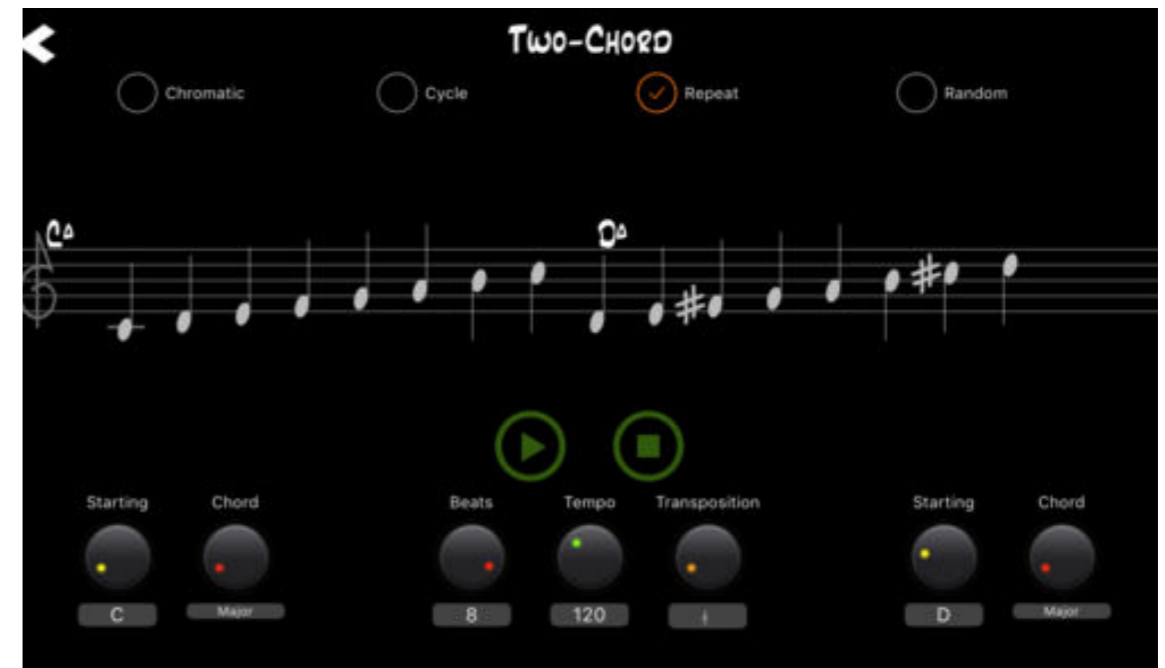 Two-Chord
Chromatic Cycle Repeat Random
C∆ D∆
Starting Chord Beats Tempo Transposition Starting Chord
C Major 8 120 D Major